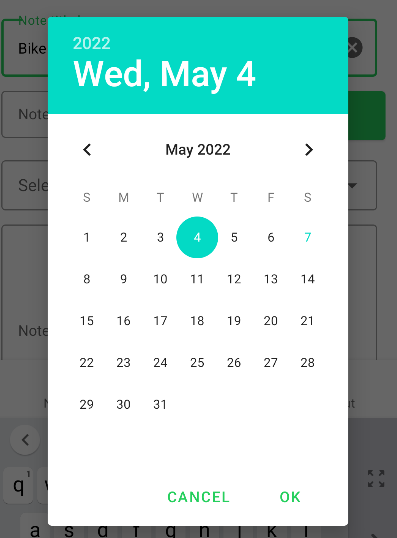 Bike
2022
Wed, May 4
Note
May 2022
S M T W T F S
Sele
1 2 3 4 5 6 7
8 9 10 11 12 13 14
15 16 17 18 19 20 21
Note
22 23 24 25 26 27 28
29 30 31
q 1
CANCEL OK
a s d f g h j k l